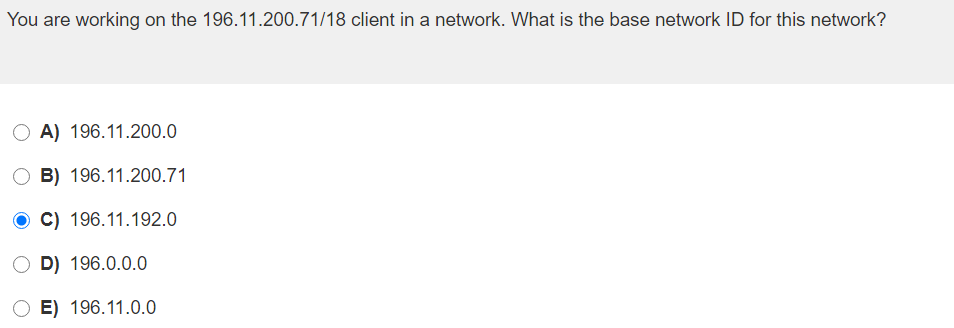 You are working on the 196.11.200.71/18 client in a network. What is the base network ID for this network?
A) 196.11.200.0
B) 196.11.200.71
C) 196.11.192.0
D) 196.0.0.0
E) 196.11.0.0